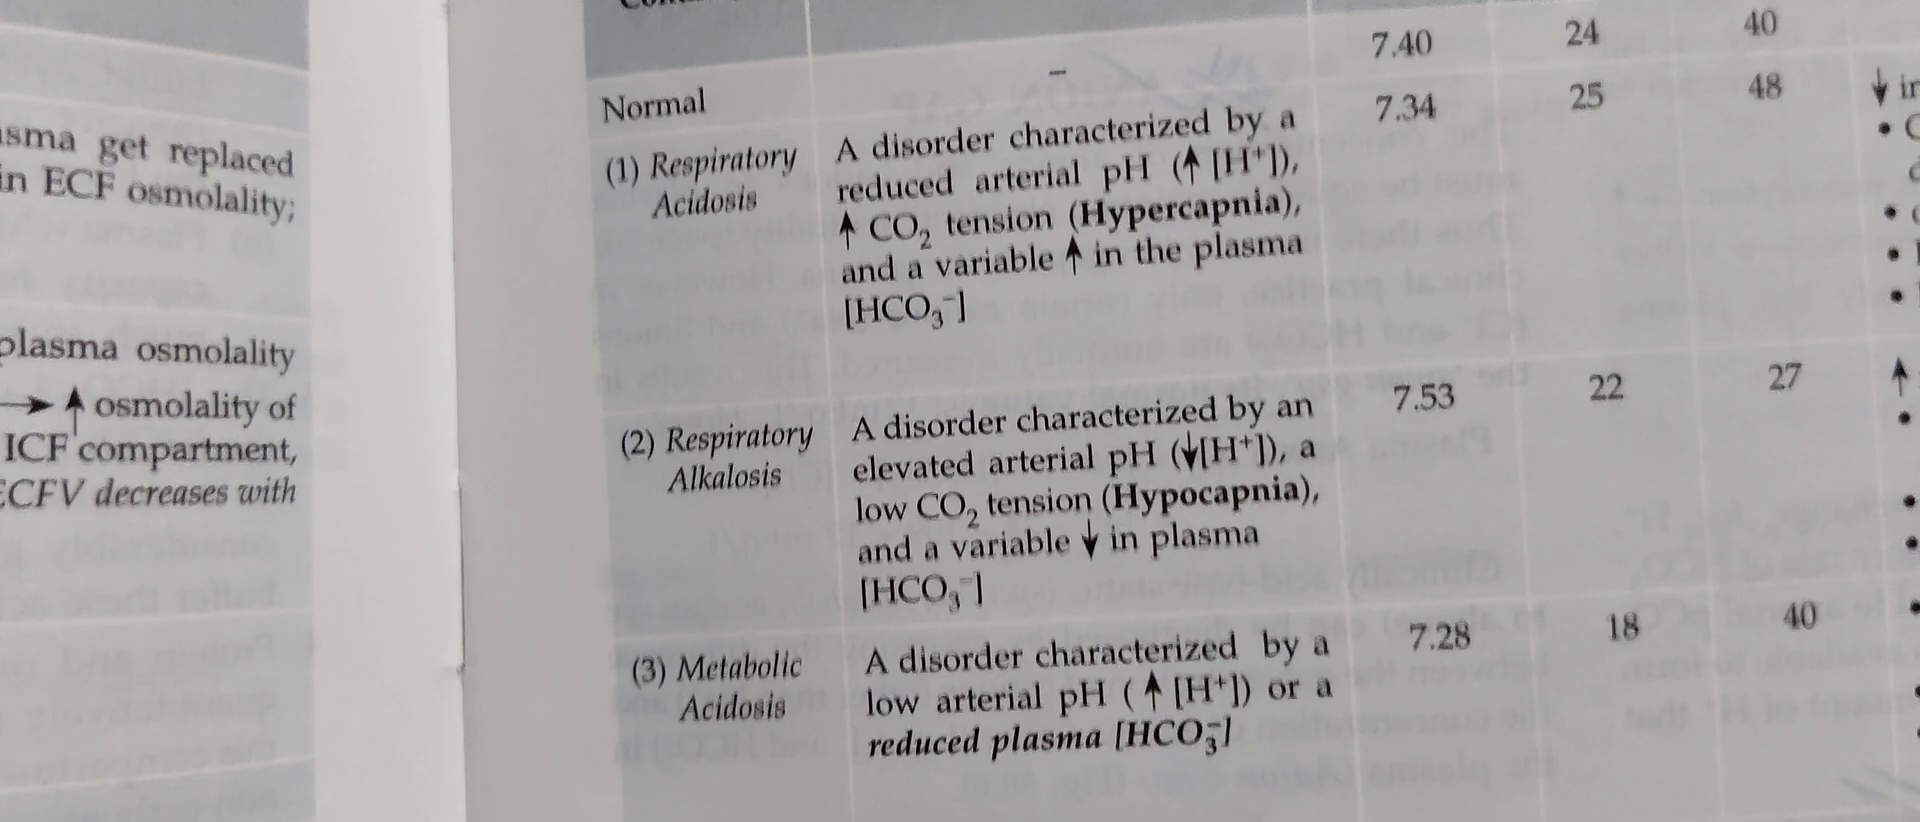 asma get replaced
in ECF osmolality;
plasma osmolality
→ ↑ osmolality of
ICF compartment,
ECFV decreases with
7.40 24 40
Normal –
(1) Respiratory
Acidosis
A disorder characterized by a
reduced arterial pH (↑ [H⁺]),
↑ CO₂ tension (Hypercapnia),
and a variable ↑ in the plasma
[HCO₃⁻]
7.34 25 48
↓ in
(2) Respiratory
Alkalosis
A disorder characterized by an
elevated arterial pH (↓[H⁺]), a
low CO₂ tension (Hypocapnia),
and a variable ↓ in plasma
[HCO₃⁻]
7.53 22 27
↑
(3) Metabolic
Acidosis
A disorder characterized by a
low arterial pH (↑ [H⁺]) or a
reduced plasma [HCO₃⁻]
7.28 18 40